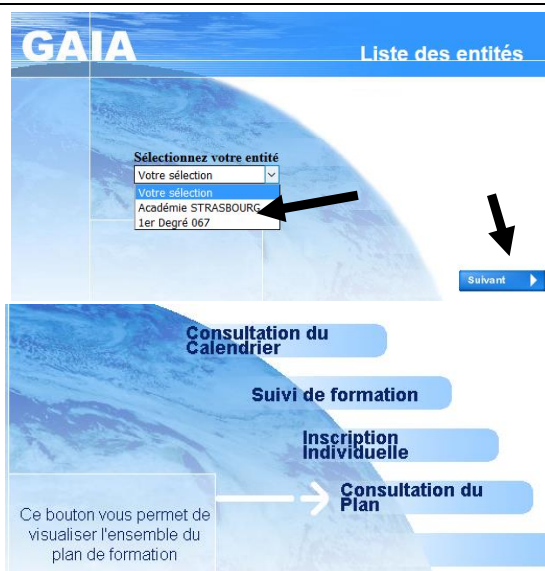 GAIA
Liste des entités
Sélectionnez votre entité
Votre sélection
Votre sélection
Académie STRASBOURG
1er Degré 067
Suivant
Consultation du
Calendrier
Suivi de formation
Inscription
Individuelle
Consultation du
Plan
Ce bouton vous permet de
visualiser l'ensemble du
plan de formation